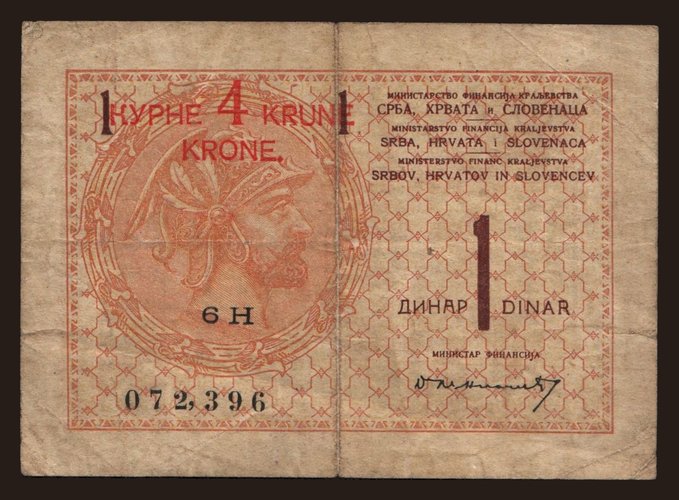 1 КУРНЕ 4 KRUNE 1
KRONE.
МИНИСТАРСТВО ФИНАНСИЈА КРАЉЕВСТВА
СРБА, ХРВАТА и СЛОВЕНАЦА
MINISTARSTVO FINANCIJA KRALJEVSTVA
SRBA, HRVATA i SLOVENACA
MINISTERSTVO FINANC KRALJEVSTVA
SRBOV, HRVATOV IN SLOVENCEV
ДИНАР 1 DINAR
6 H
МИНИСТАР ФИНАНСИЈА
072,396